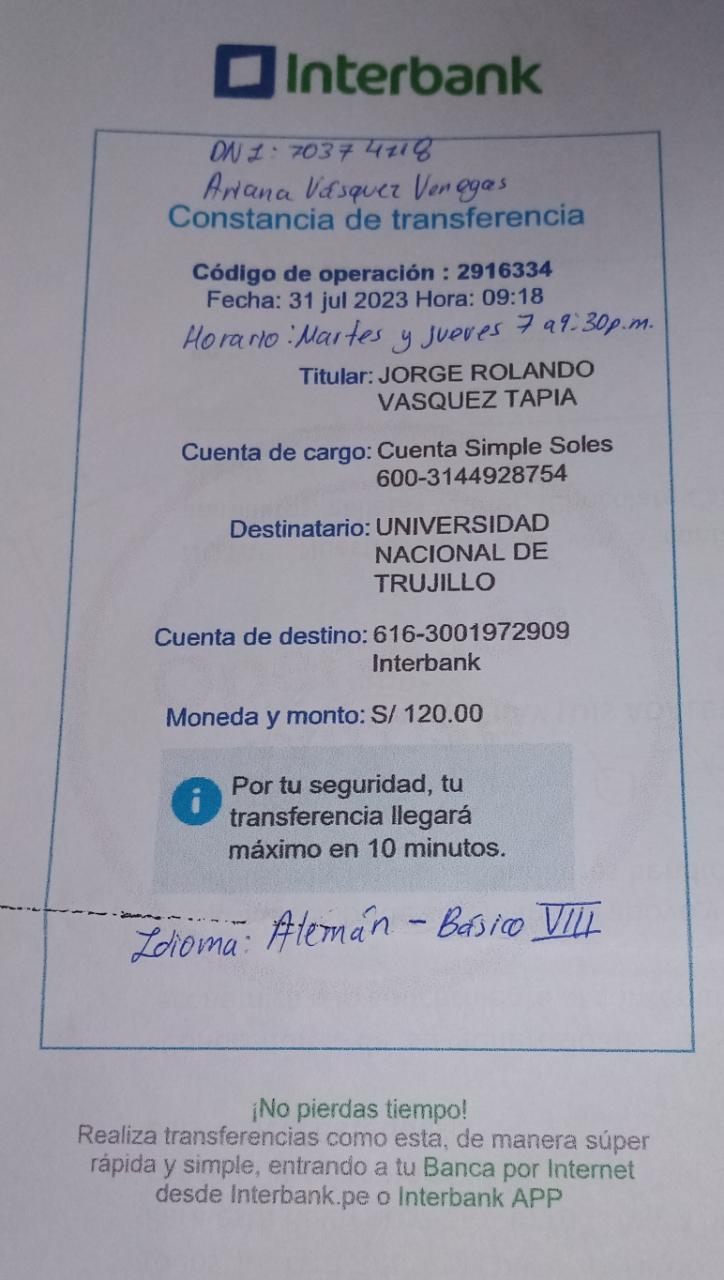 Interbank
DNI: 70374218
Ariana Vásquez Venegas
Constancia de transferencia
Código de operación : 2916334
Fecha: 31 jul 2023 Hora: 09:18
Horario: Martes y jueves 7 a 9:30p.m.
Titular: JORGE ROLANDO
VASQUEZ TAPIA
Cuenta de cargo: Cuenta Simple Soles
600-3144928754
Destinatario: UNIVERSIDAD
NACIONAL DE
TRUJILLO
Cuenta de destino: 616-3001972909
Interbank
Moneda y monto: S/ 120.00
i
Por tu seguridad, tu
transferencia llegará
máximo en 10 minutos.
Idioma: Alemán - Básico VIII
¡No pierdas tiempo!
Realiza transferencias como esta, de manera súper
rápida y simple, entrando a tu Banca por Internet
desde Interbank.pe o Interbank APP